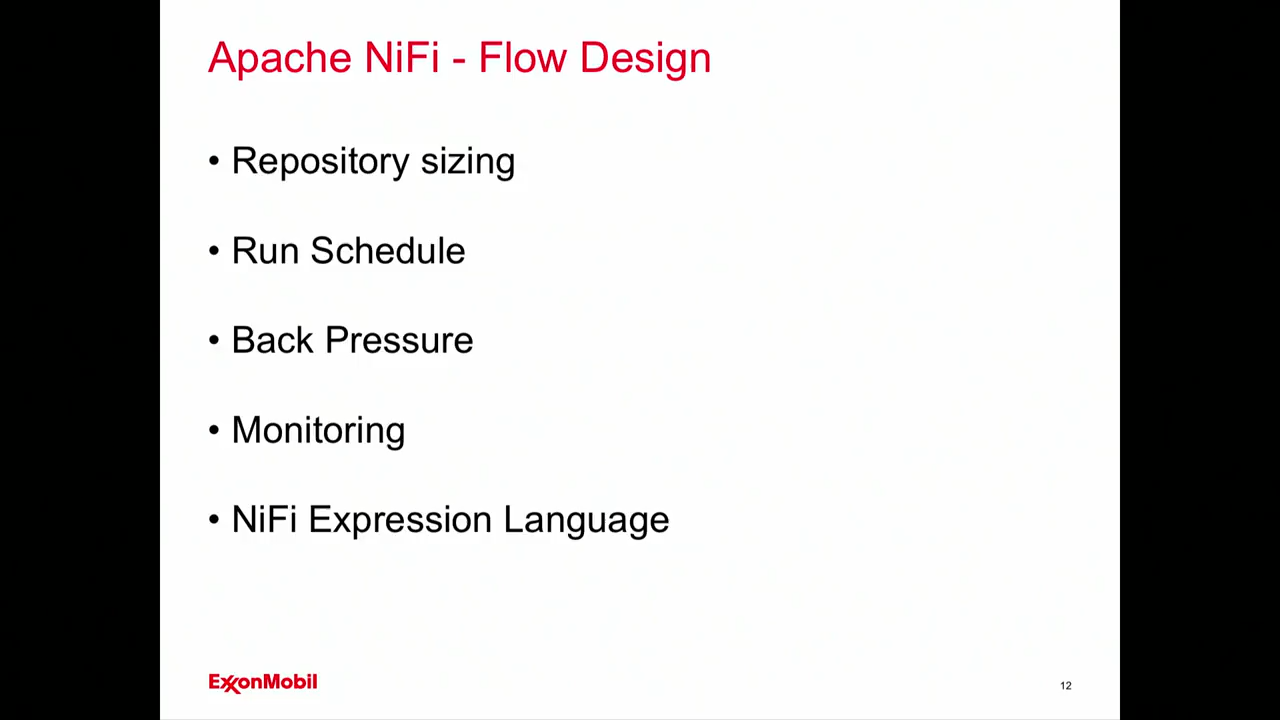 Apache NiFi - Flow Design
• Repository sizing
• Run Schedule
• Back Pressure
• Monitoring
• NiFi Expression Language
ExxonMobil
12